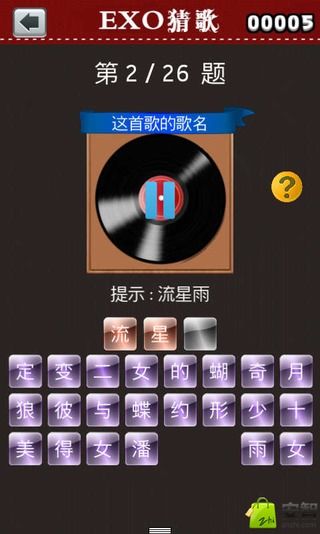 EXO猜歌 00005
第 2 / 26 题
这首歌的歌名
?
提示 : 流星雨
流 星
定 变 二 女 的 蝴 奇 月
狼 彼 与 蝶 约 形 少 十
美 得 女 潘 雨 女
安智